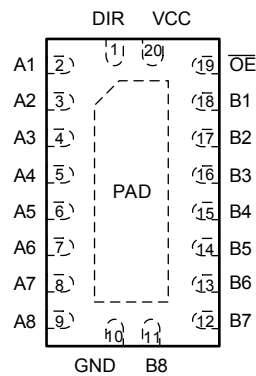 DIR VCC
1 20
A1 2 19 OE
A2 3 18 B1
A3 4 17 B2
A4 5 16 B3
PAD
A5 6 15 B4
A6 7 14 B5
A7 8 13 B6
A8 9 12 B7
10 11
GND B8